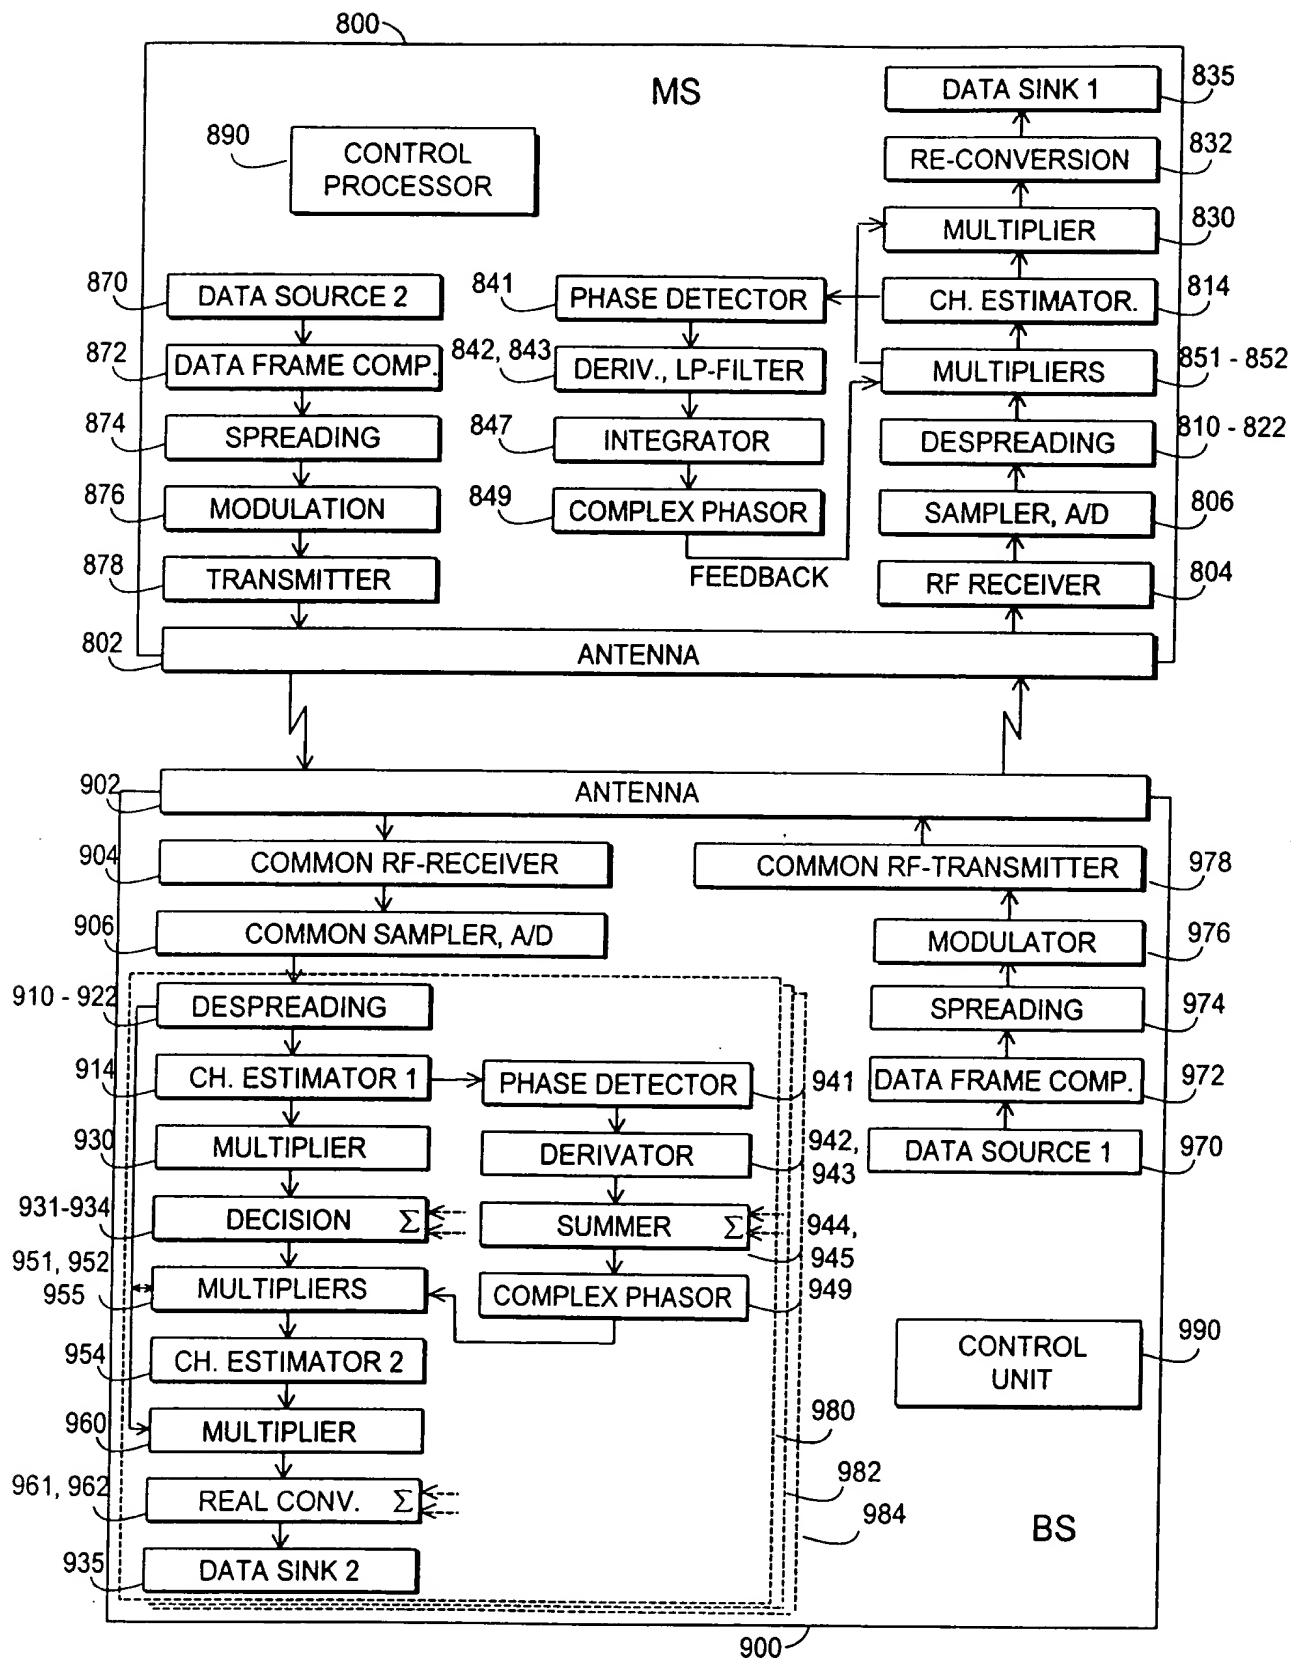 800
MS
DATA SINK 1
835
890
CONTROL
PROCESSOR
RE-CONVERSION
832
MULTIPLIER
830
870
DATA SOURCE 2
841
PHASE DETECTOR
CH. ESTIMATOR.
814
872
DATA FRAME COMP.
842, 843
DERIV., LP-FILTER
MULTIPLIERS
851 - 852
874
SPREADING
847
INTEGRATOR
DESPREADING
810 - 822
876
MODULATION
849
COMPLEX PHASOR
SAMPLER, A/D
806
878
TRANSMITTER
FEEDBACK
RF RECEIVER
804
802
ANTENNA
902
ANTENNA
904
COMMON RF-RECEIVER
COMMON RF-TRANSMITTER
978
906
COMMON SAMPLER, A/D
MODULATOR
976
910 - 922
DESPREADING
SPREADING
974
914
CH. ESTIMATOR 1
PHASE DETECTOR
941
DATA FRAME COMP.
972
930
MULTIPLIER
DERIVATOR
942,
943
DATA SOURCE 1
970
931-934
DECISION Σ
SUMMER Σ
944,
945
951, 952
955
MULTIPLIERS
COMPLEX PHASOR
949
954
CH. ESTIMATOR 2
CONTROL
UNIT
990
960
MULTIPLIER
980
961, 962
REAL CONV. Σ
982
984
BS
935
DATA SINK 2
900